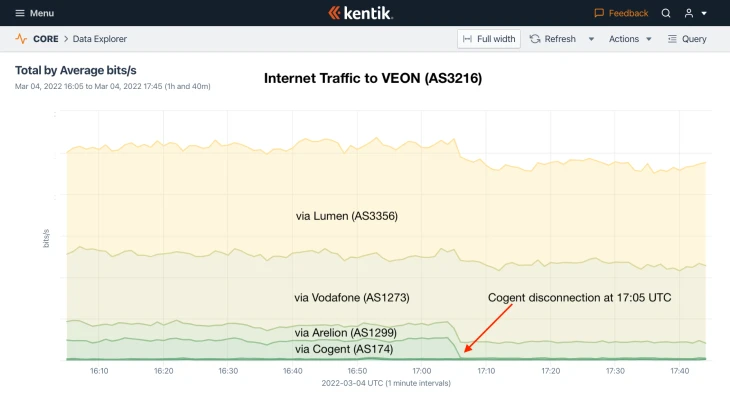 Menu
kentik.
Feedback
CORE > Data Explorer
Full width
Refresh
Actions
Query
Total by Average bits/s
Mar 04, 2022 16:05 to Mar 04, 2022 17:45 (1h and 40m)
Internet Traffic to VEON (AS3216)
bits/s
via Lumen (AS3356)
via Vodafone (AS1273)
Cogent disconnection at 17:05 UTC
via Arelion (AS1299)
via Cogent (AS174)
16:10 16:20 16:30 16:40 16:50 17:00 17:10 17:20 17:30 17:40
2022-03-04 UTC (1 minute intervals)